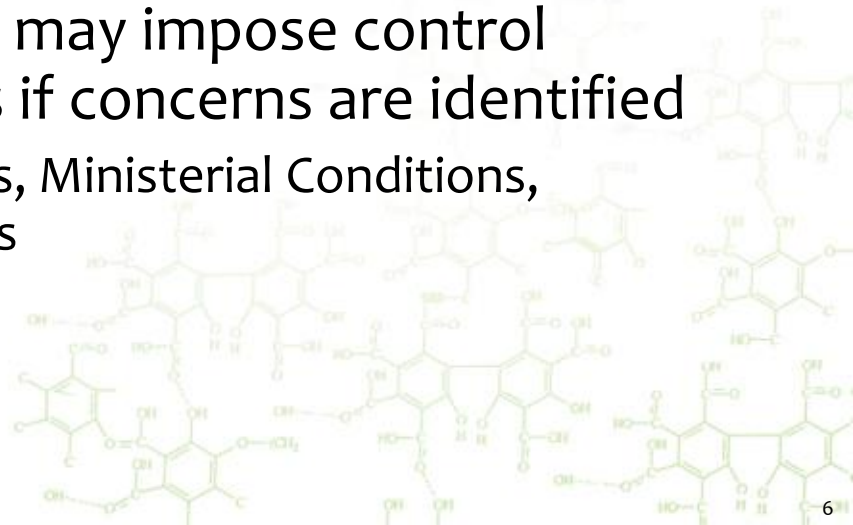 may impose control
s if concerns are identified
s, Ministerial Conditions,
s
6